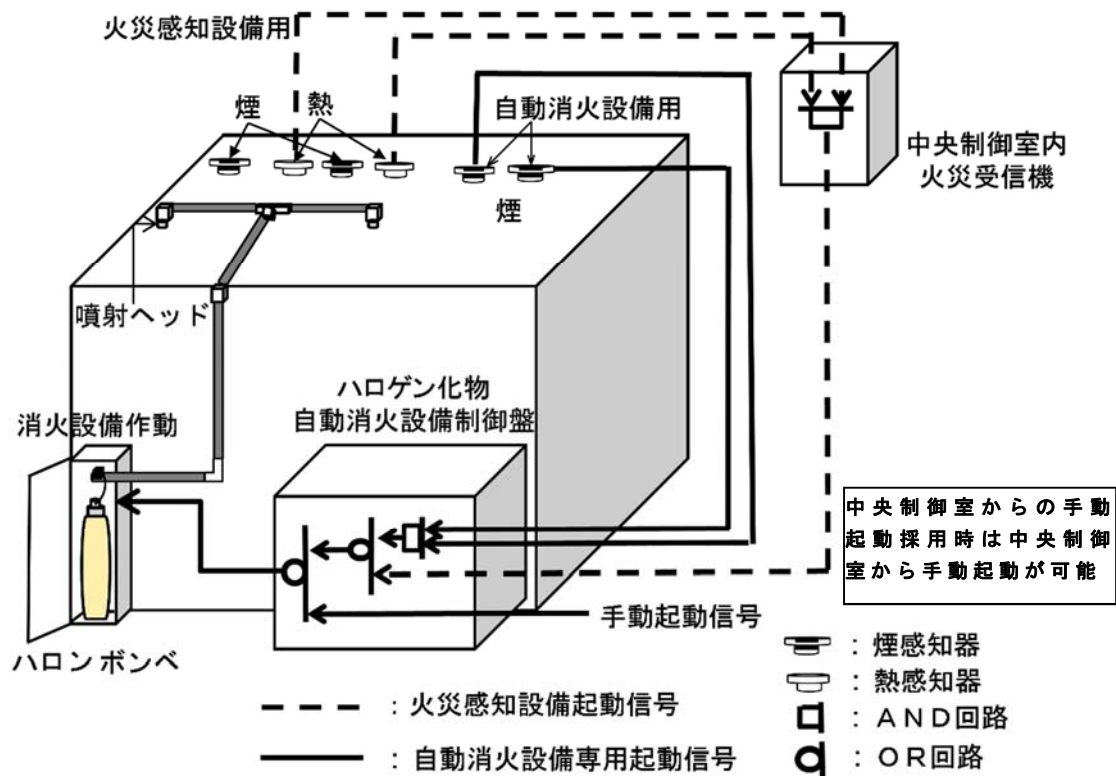 火災感知設備用
煙
熱
自動消火設備用
煙
中央制御室内
火災受信機
噴射ヘッド
ハロゲン化物
自動消火設備制御盤
消火設備作動
中央制御室からの手動
起動採用時は中央制御
室から手動起動が可能
手動起動信号
ハロンボンベ
：煙感知器
：熱感知器
：火災感知設備起動信号
：ＡＮＤ回路
：自動消火設備専用起動信号
：ＯＲ回路